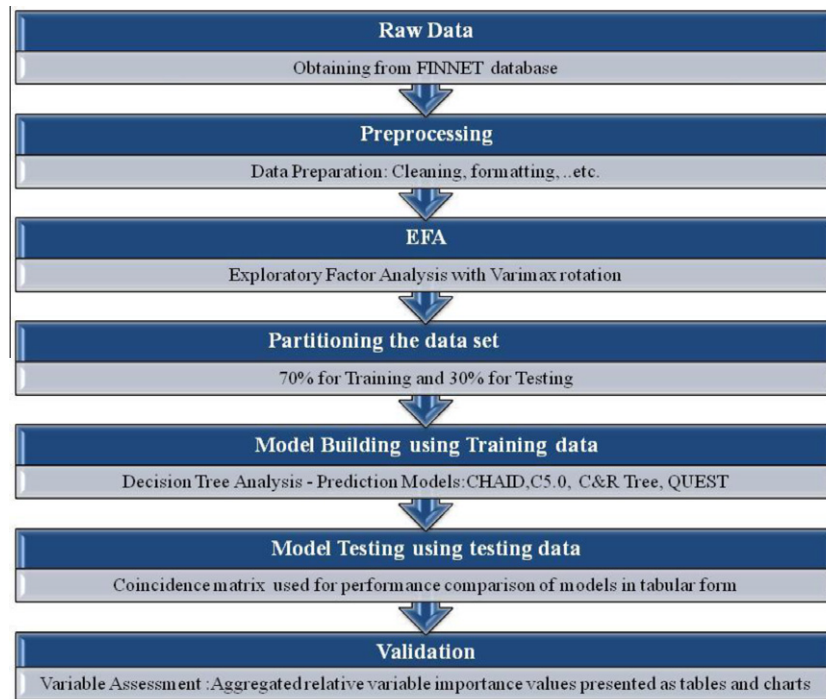 Raw Data
Obtaining from FINNET database
Preprocessing
Data Preparation: Cleaning, formatting, ..etc.
EFA
Exploratory Factor Analysis with Varimax rotation
Partitioning the data set
70% for Training and 30% for Testing
Model Building using Training data
Decision Tree Analysis - Prediction Models:CHAID,C5.0, C&R Tree, QUEST
Model Testing using testing data
Coincidence matrix used for performance comparison of models in tabular form
Validation
Variable Assessment :Aggregated relative variable importance values presented as tables and charts